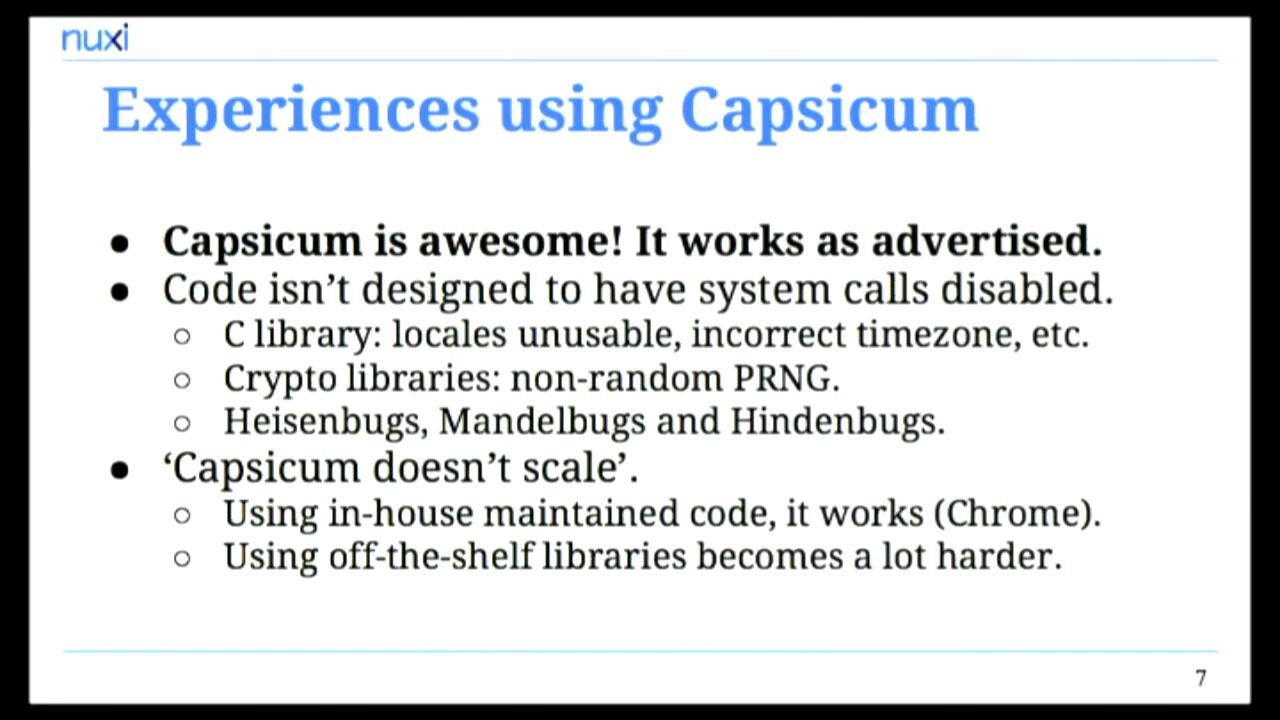 nuxi
Experiences using Capsicum
● Capsicum is awesome! It works as advertised.
● Code isn’t designed to have system calls disabled.
○ C library: locales unusable, incorrect timezone, etc.
○ Crypto libraries: non-random PRNG.
○ Heisenbugs, Mandelbugs and Hindenbugs.
● ‘Capsicum doesn’t scale’.
○ Using in-house maintained code, it works (Chrome).
○ Using off-the-shelf libraries becomes a lot harder.
7